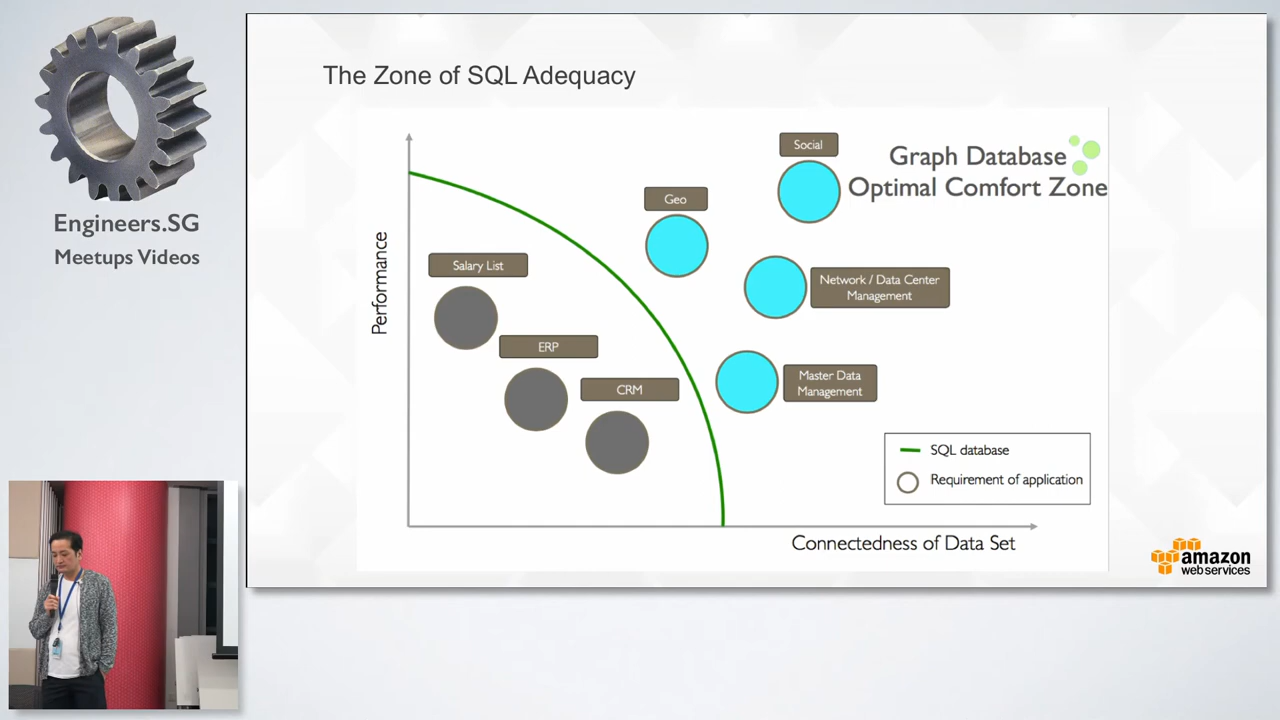 Engineers.SG
Meetups Videos
The Zone of SQL Adequacy
Social
Graph Database
Optimal Comfort Zone
Geo
Performance
Salary List
Network / Data Center
Management
ERP
CRM
Master Data
Management
SQL database
Requirement of application
Connectedness of Data Set
amazon
web services